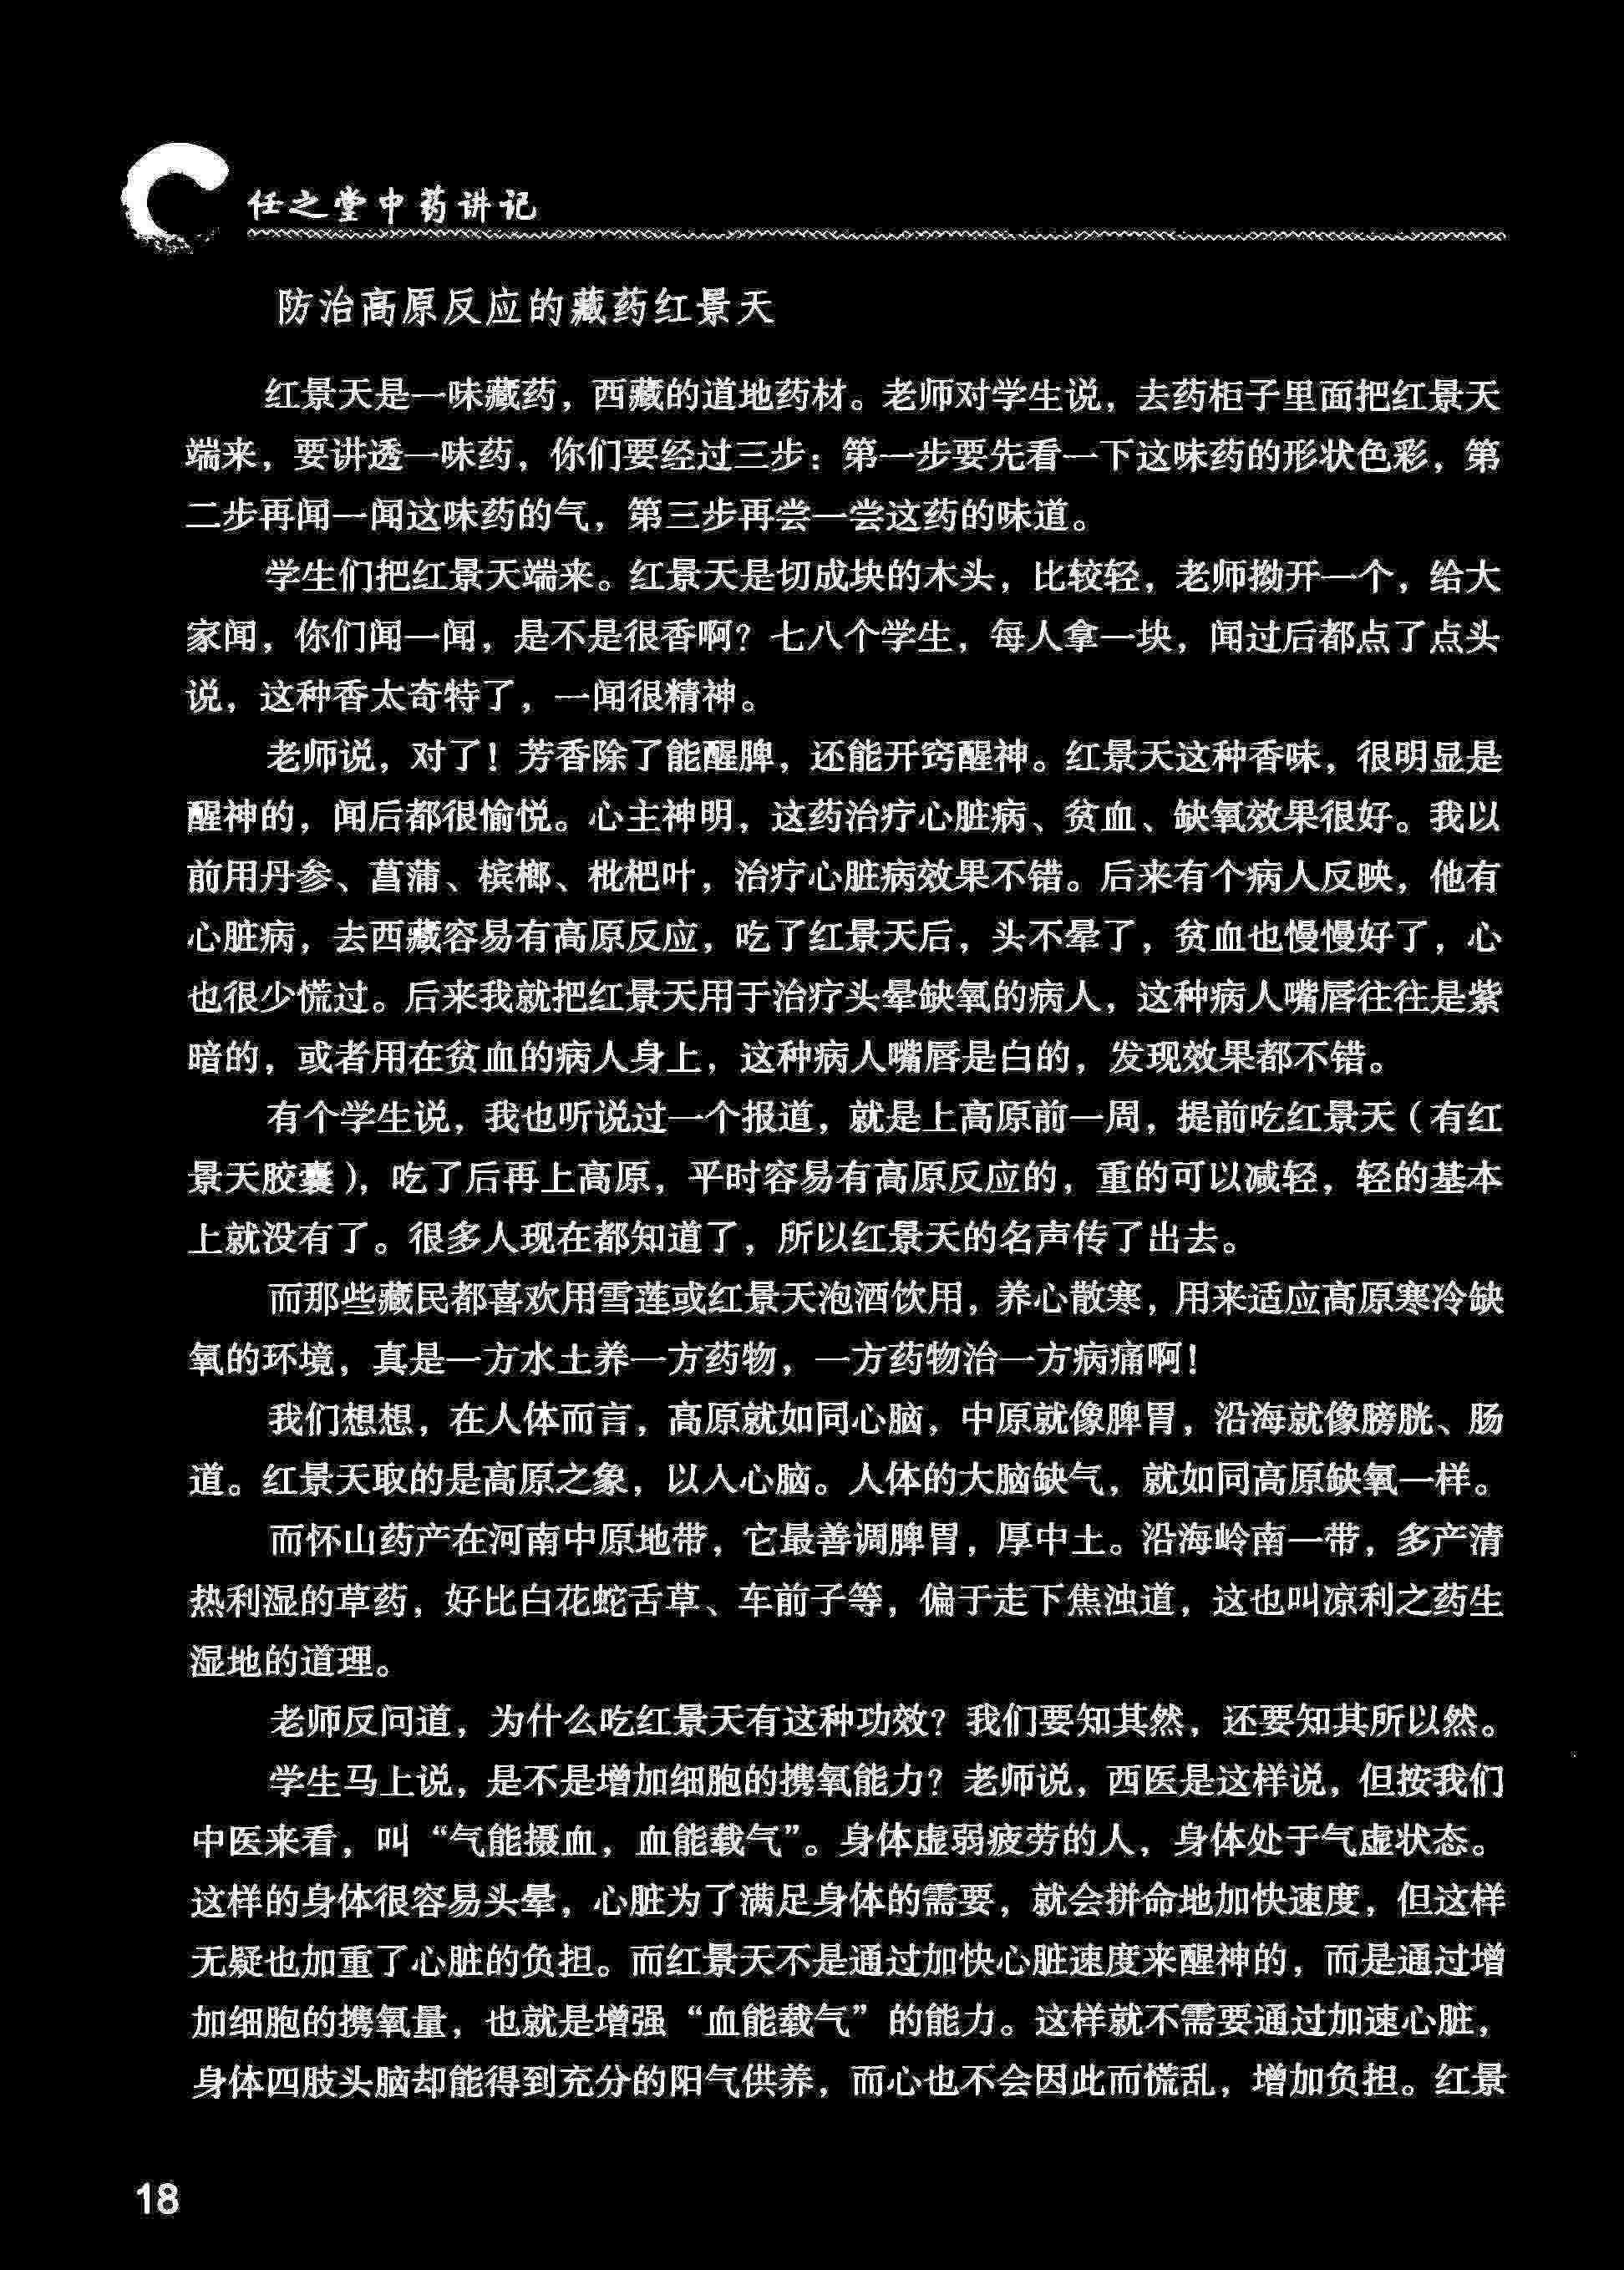 任之堂中药讲记
防治高原反应的藏药红景天
红景天是一味藏药，西藏的道地药材。老师对学生说，去药柜子里面把红景天
端来，要讲透一味药，你们要经过三步：第一步要先看一下这味药的形状色彩，第
二步再闻一闻这味药的气，第三步再尝一尝这药的味道。
学生们把红景天端来。红景天是切成块的木头，比较轻，老师拗开一个，给大
家闻，你们闻一闻，是不是很香啊？七八个学生，每人拿一块，闻过后都点了点头
说，这种香太奇特了，一闻很精神。
老师说，对了！芳香除了能醒脾，还能开窍醒神。红景天这种香味，很明显是
醒神的，闻后都很愉悦。心主神明，这药治疗心脏病、贫血、缺氧效果很好。我以
前用丹参、菖蒲、槟榔、枇杷叶，治疗心脏病效果不错。后来有个病人反映，他有
心脏病，去西藏容易有高原反应，吃了红景天后，头不晕了，贫血也慢慢好了，心
也很少慌过。后来我就把红景天用于治疗头晕缺氧的病人，这种病人嘴唇往往是紫
暗的，或者用在贫血的病人身上，这种病人嘴唇是白的，发现效果都不错。
有个学生说，我也听说过一个报道，就是上高原前一周，提前吃红景天（有红
景天胶囊），吃了后再上高原，平时容易有高原反应的，重的可以减轻，轻的基本
上就没有了。很多人现在都知道了，所以红景天的名声传了出去。
而那些藏民都喜欢用雪莲或红景天泡酒饮用，养心散寒，用来适应高原寒冷缺
氧的环境，真是一方水土养一方药物，一方药物治一方病痛啊！
我们想想，在人体而言，高原就如同心脑，中原就像脾胃，沿海就像膀胱、肠
道。红景天取的是高原之象，以入心脑。人体的大脑缺气，就如同高原缺氧一样。
而怀山药产在河南中原地带，它最善调脾胃，厚中土。沿海岭南一带，多产清
热利湿的草药，好比白花蛇舌草、车前子等，偏于走下焦浊道，这也叫凉利之药生
湿地的道理。
老师反问道，为什么吃红景天有这种功效？我们要知其然，还要知其所以然。
学生马上说，是不是增加细胞的携氧能力？老师说，西医是这样说，但按我们
中医来看，叫“气能摄血，血能载气”。身体虚弱疲劳的人，身体处于气虚状态。
这样的身体很容易头晕，心脏为了满足身体的需要，就会拼命地加快速度，但这样
无疑也加重了心脏的负担。而红景天不是通过加快心脏速度来醒神的，而是通过增
加细胞的携氧量，也就是增强“血能载气”的能力。这样就不需要通过加速心脏，
身体四肢头脑却能得到充分的阳气供养，而心也不会因此而慌乱，增加负担。红景
18